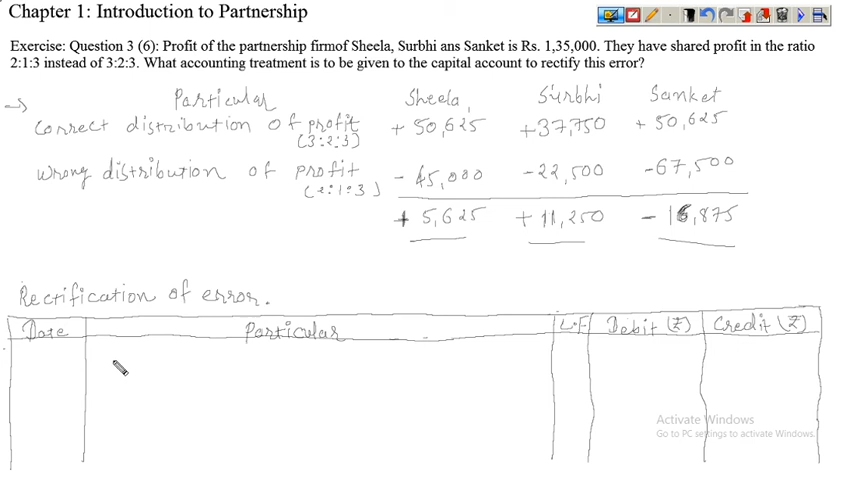 Chapter 1: Introduction to Partnership
Exercise: Question 3 (6): Profit of the partnership firmof Sheela, Surbhi ans Sanket is Rs. 1,35,000. They have shared profit in the ratio
2:1:3 instead of 3:2:3. What accounting treatment is to be given to the capital account to rectify this error?
→ Particular Sheela, Surbhi Sanket
Correct distribution of profit + 50,625 +37,750 + 50,625
(3:2:3)
Wrong distribution of profit - 45,000 -22,500 -67,500
(2:1:3)
+ 5,625 + 11,250 - 16,875
Rectification of error.
Date Particular L.F Debit (₹) Credit (₹)
Activate Windows
Go to PC settings to activate Windows.